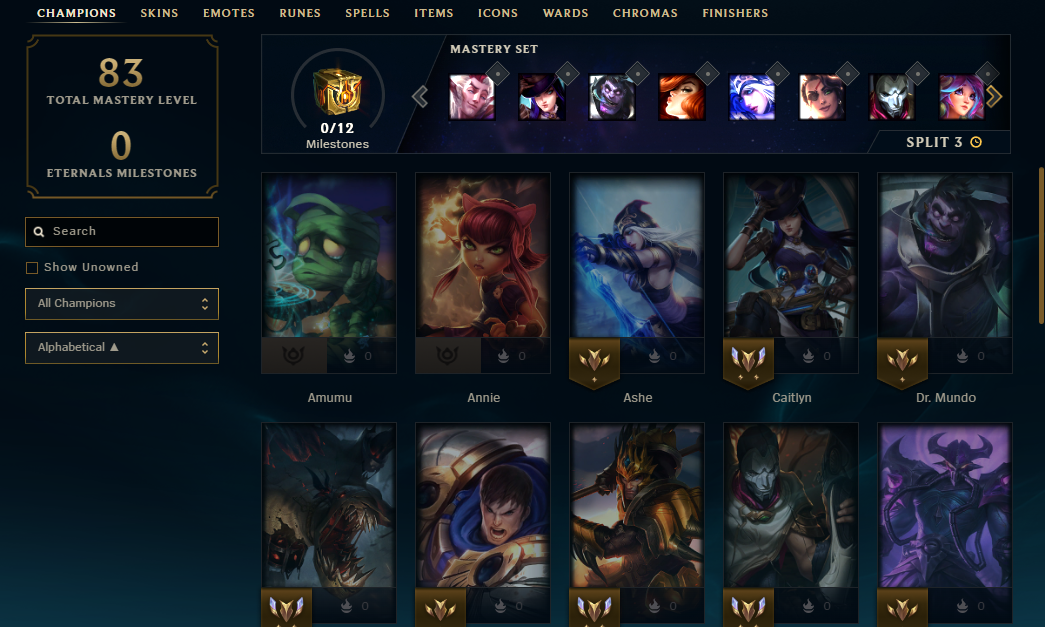 CHAMPIONS SKINS EMOTES RUNES SPELLS ITEMS ICONS WARDS CHROMAS FINISHERS
83
TOTAL MASTERY LEVEL
0
ETERNALS MILESTONES
Search
Show Unowned
All Champions
Alphabetical ▲
MASTERY SET
0/12
Milestones
SPLIT 3
0 0 0 0 0
Amumu Annie Ashe Caitlyn Dr. Mundo
0 0 0 0 0